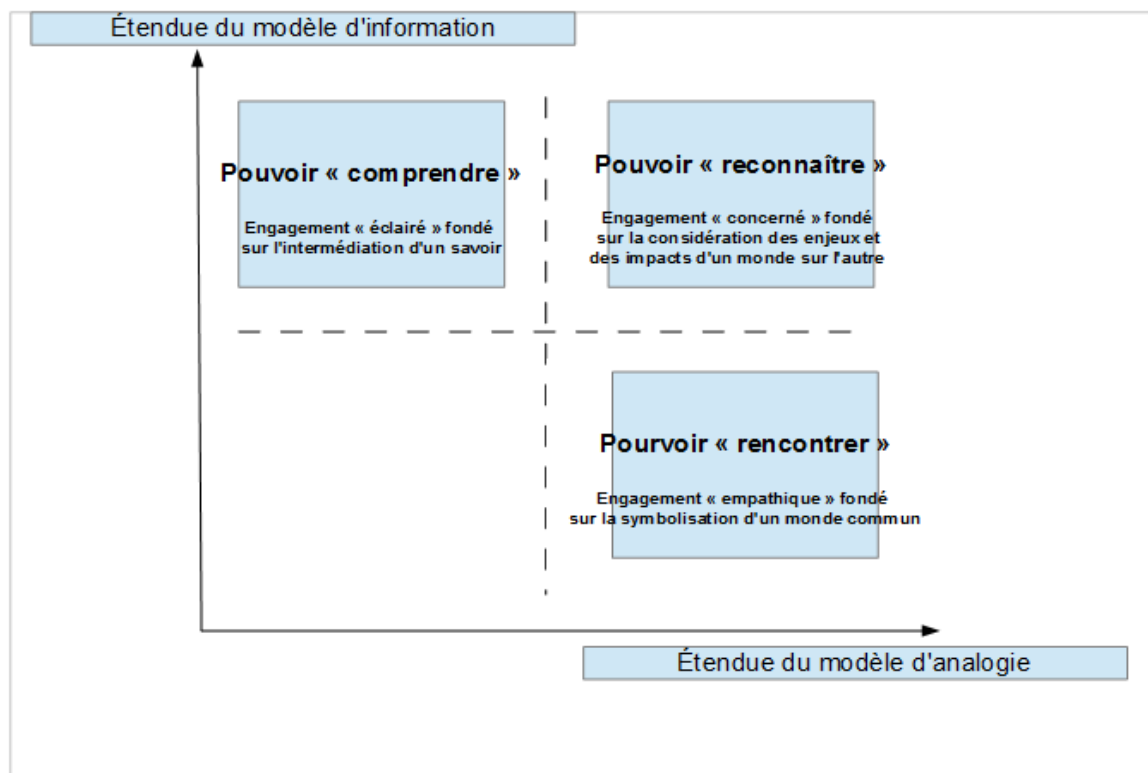 Étendue du modèle d'information
Pouvoir « comprendre »
Engagement « éclairé » fondé
sur l'intermédiation d'un savoir
Pouvoir « reconnaître »
Engagement « concerné » fondé
sur la considération des enjeux et
des impacts d'un monde sur l'autre
Pourvoir « rencontrer »
Engagement « empathique » fondé
sur la symbolisation d'un monde commun
Étendue du modèle d'analogie